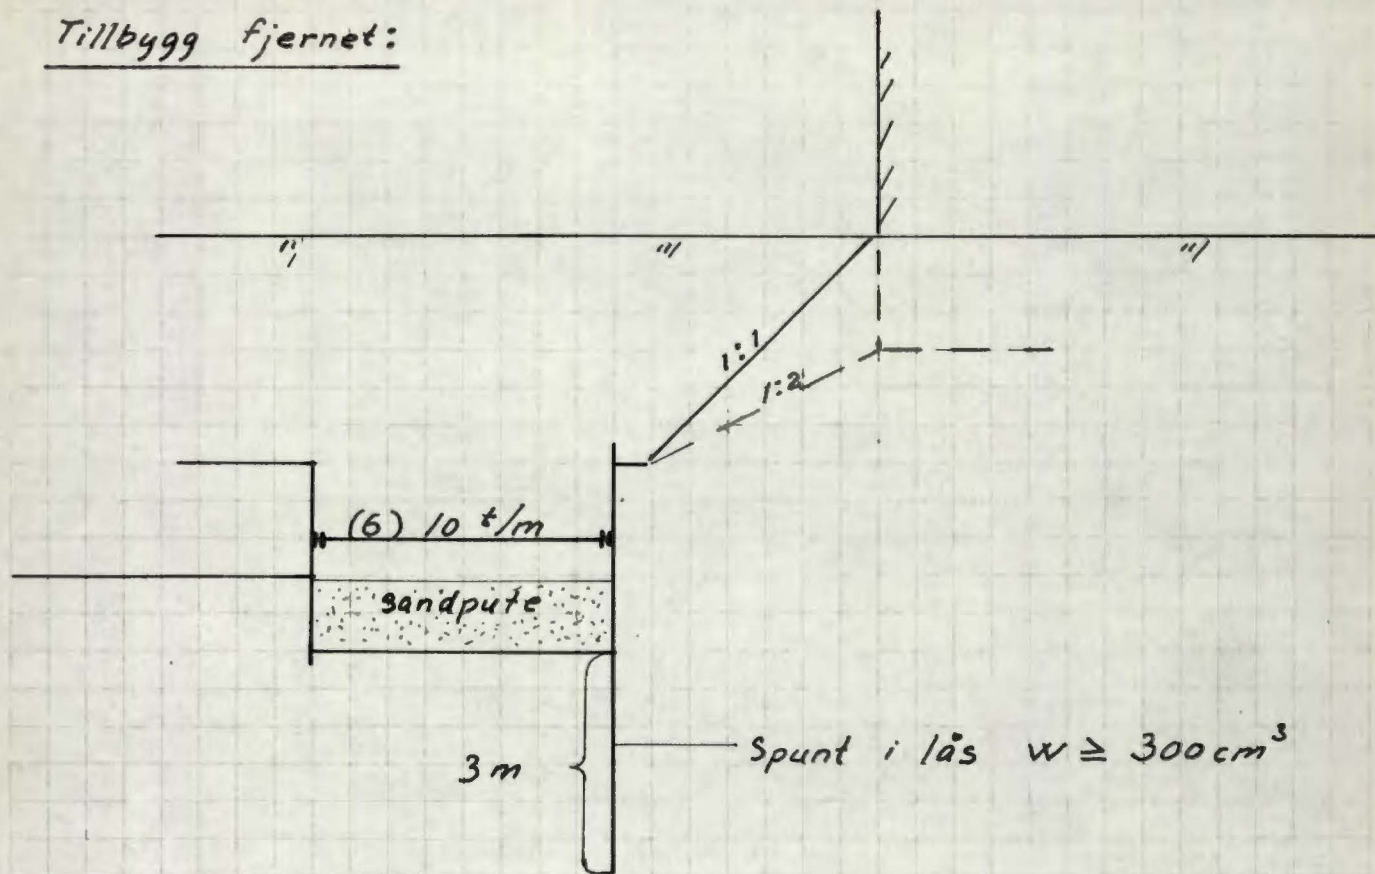 Tillbygg fjernet:
1:1
1:2
(6) 10 t/m
sandpute
3 m
Spunt i lås w ≥ 300 cm³